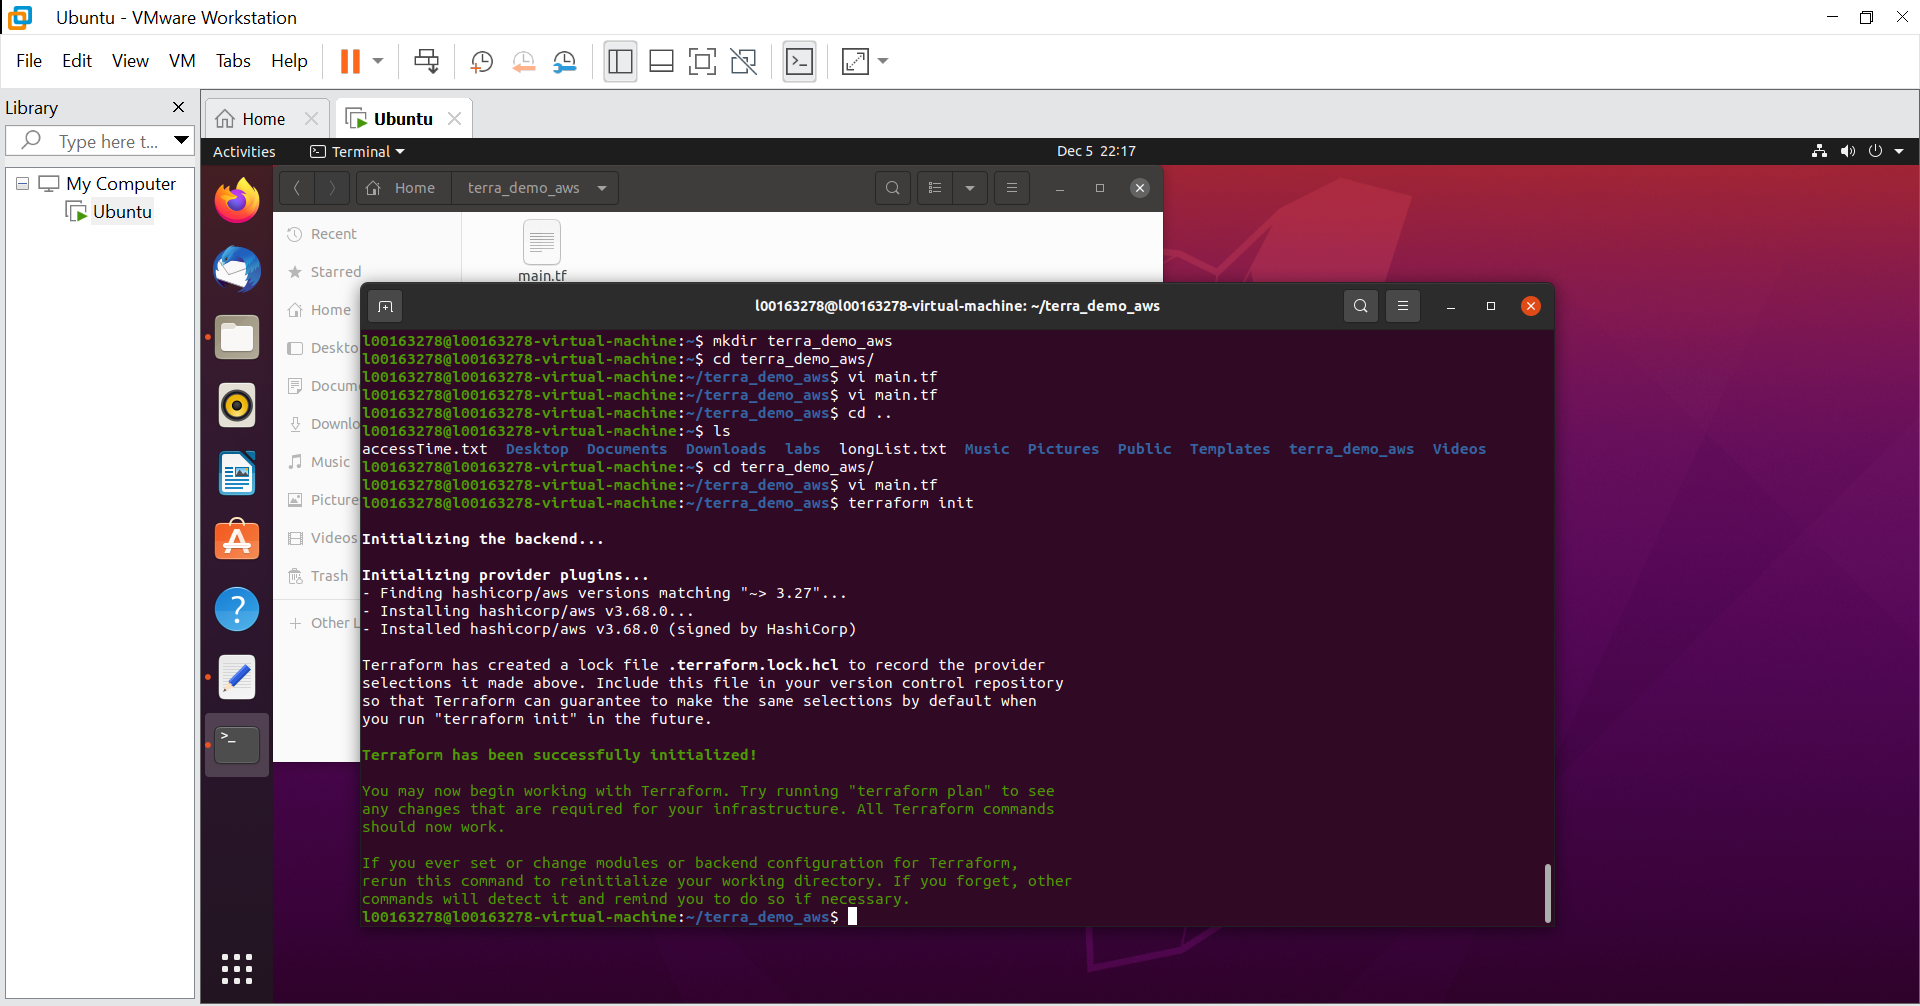 Ubuntu - VMware Workstation
File Edit View VM Tabs Help
Library
Type here t...
My Computer
Ubuntu
Home
Ubuntu
Activities
Terminal
Dec 5 22:17
Home
terra_demo_aws
Recent
Starred
Home
Deskto
Docum
Downlo
Music
Picture
Videos
Trash
Other L
main.tf
l00163278@l00163278-virtual-machine: ~/terra_demo_aws
l00163278@l00163278-virtual-machine:~$ mkdir terra_demo_aws
l00163278@l00163278-virtual-machine:~$ cd terra_demo_aws/
l00163278@l00163278-virtual-machine:~/terra_demo_aws$ vi main.tf
l00163278@l00163278-virtual-machine:~/terra_demo_aws$ vi main.tf
l00163278@l00163278-virtual-machine:~/terra_demo_aws$ cd ..
l00163278@l00163278-virtual-machine:~$ ls
accessTime.txt Desktop Documents Downloads labs longList.txt Music Pictures Public Templates terra_demo_aws Videos
l00163278@l00163278-virtual-machine:~$ cd terra_demo_aws/
l00163278@l00163278-virtual-machine:~/terra_demo_aws$ vi main.tf
l00163278@l00163278-virtual-machine:~/terra_demo_aws$ terraform init
Initializing the backend...
Initializing provider plugins...
- Finding hashicorp/aws versions matching "~> 3.27"...
- Installing hashicorp/aws v3.68.0...
- Installed hashicorp/aws v3.68.0 (signed by HashiCorp)
Terraform has created a lock file .terraform.lock.hcl to record the provider
selections it made above. Include this file in your version control repository
so that Terraform can guarantee to make the same selections by default when
you run "terraform init" in the future.
Terraform has been successfully initialized!
You may now begin working with Terraform. Try running "terraform plan" to see
any changes that are required for your infrastructure. All Terraform commands
should now work.
If you ever set or change modules or backend configuration for Terraform,
rerun this command to reinitialize your working directory. If you forget, other
commands will detect it and remind you to do so if necessary.
l00163278@l00163278-virtual-machine:~/terra_demo_aws$